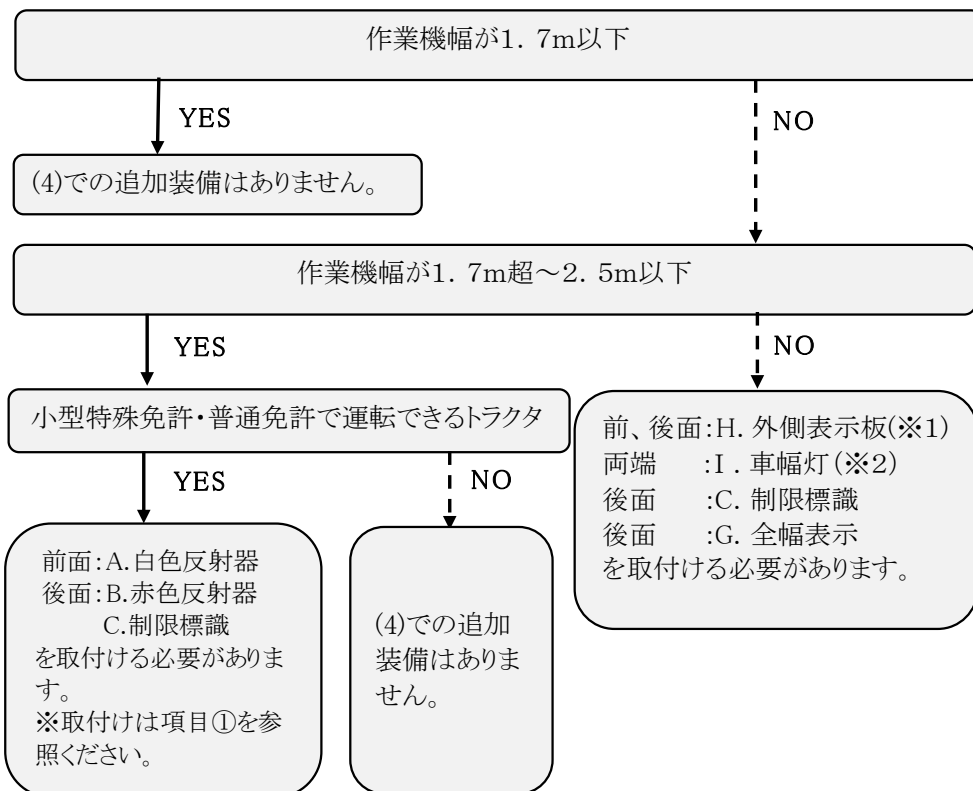 作業機幅が1．7m以下
YES
NO
(4)での追加装備はありません。
作業機幅が1．7m超～2．5m以下
YES
NO
小型特殊免許・普通免許で運転できるトラクタ
YES
NO
前、後面:H. 外側表示板(※1)
両端　　:I . 車幅灯(※2)
後面　　:C. 制限標識
後面　　:G. 全幅表示
を取付ける必要があります。
前面:A.白色反射器
後面:B.赤色反射器
C.制限標識
を取付ける必要がありま
す。
※取付けは項目①を参
照ください。
(4)での追加
装備はありま
せん。